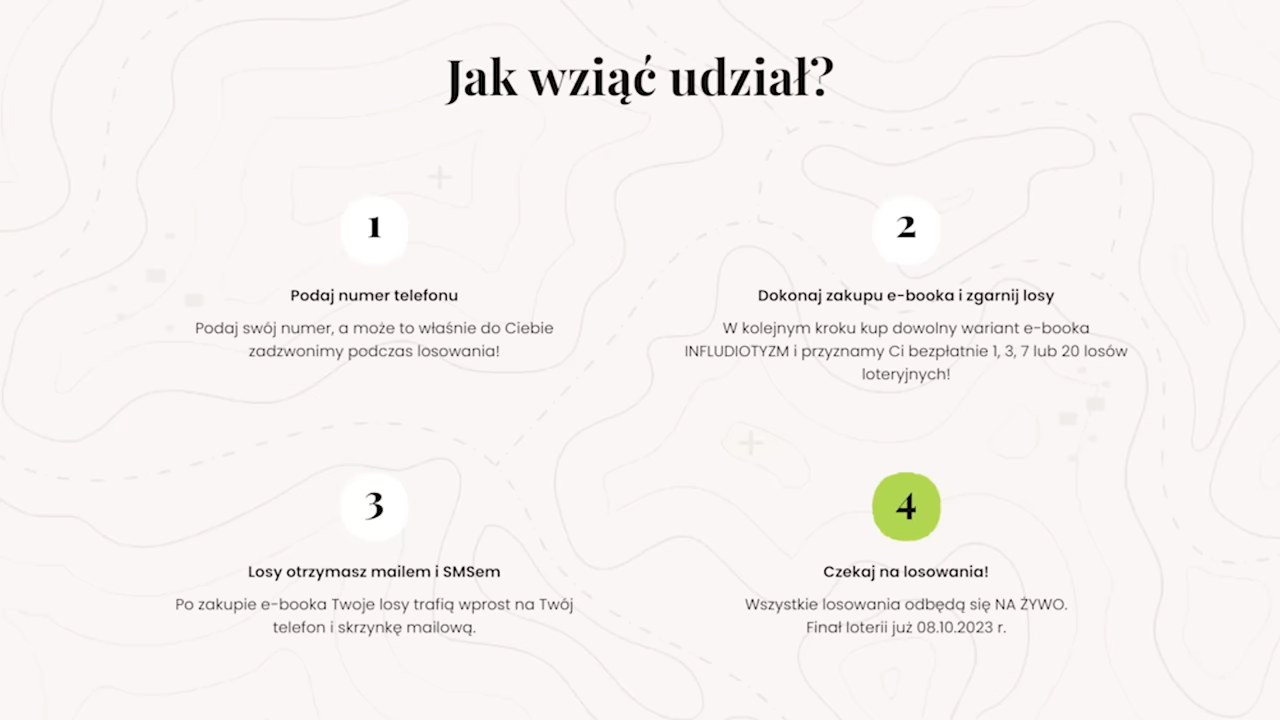 Jak wziąć udział?
1
Podaj numer telefonu
Podaj swój numer, a może to właśnie do Ciebie
zadzwonimy podczas losowania!
2
Dokonaj zakupu e-booka i zgarnij losy
W kolejnym kroku kup dowolny wariant e-booka
INFLUDIOTYZM i przyznamy Ci bezpłatnie 1, 3, 7 lub 20 losów
loteryjnych!
3
Losy otrzymasz mailem i SMSem
Po zakupie e-booka Twoje losy trafią wprost na Twój
telefon i skrzynkę mailową.
4
Czekaj na losowania!
Wszystkie losowania odbędą się NA ŻYWO.
Finał loterii już 08.10.2023 r.